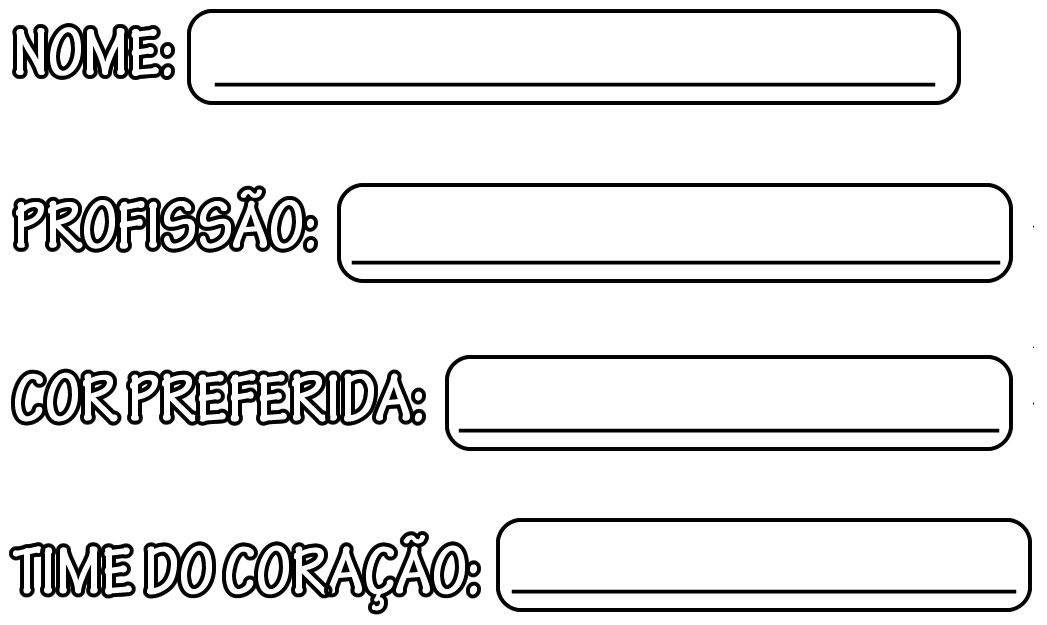 NOME:
PROFISSÃO:
COR PREFERIDA:
TIME DO CORAÇÃO: